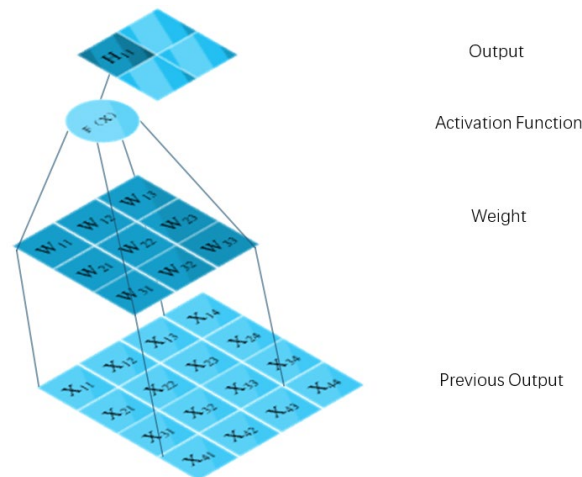 H11
Output
F(X)
Activation Function
W11 W12 W13
W21 W22 W23
W31 W32 W33
Weight
X11 X12 X13 X14
X21 X22 X23 X24
X31 X32 X33 X34
X41 X42 X43 X44
Previous Output